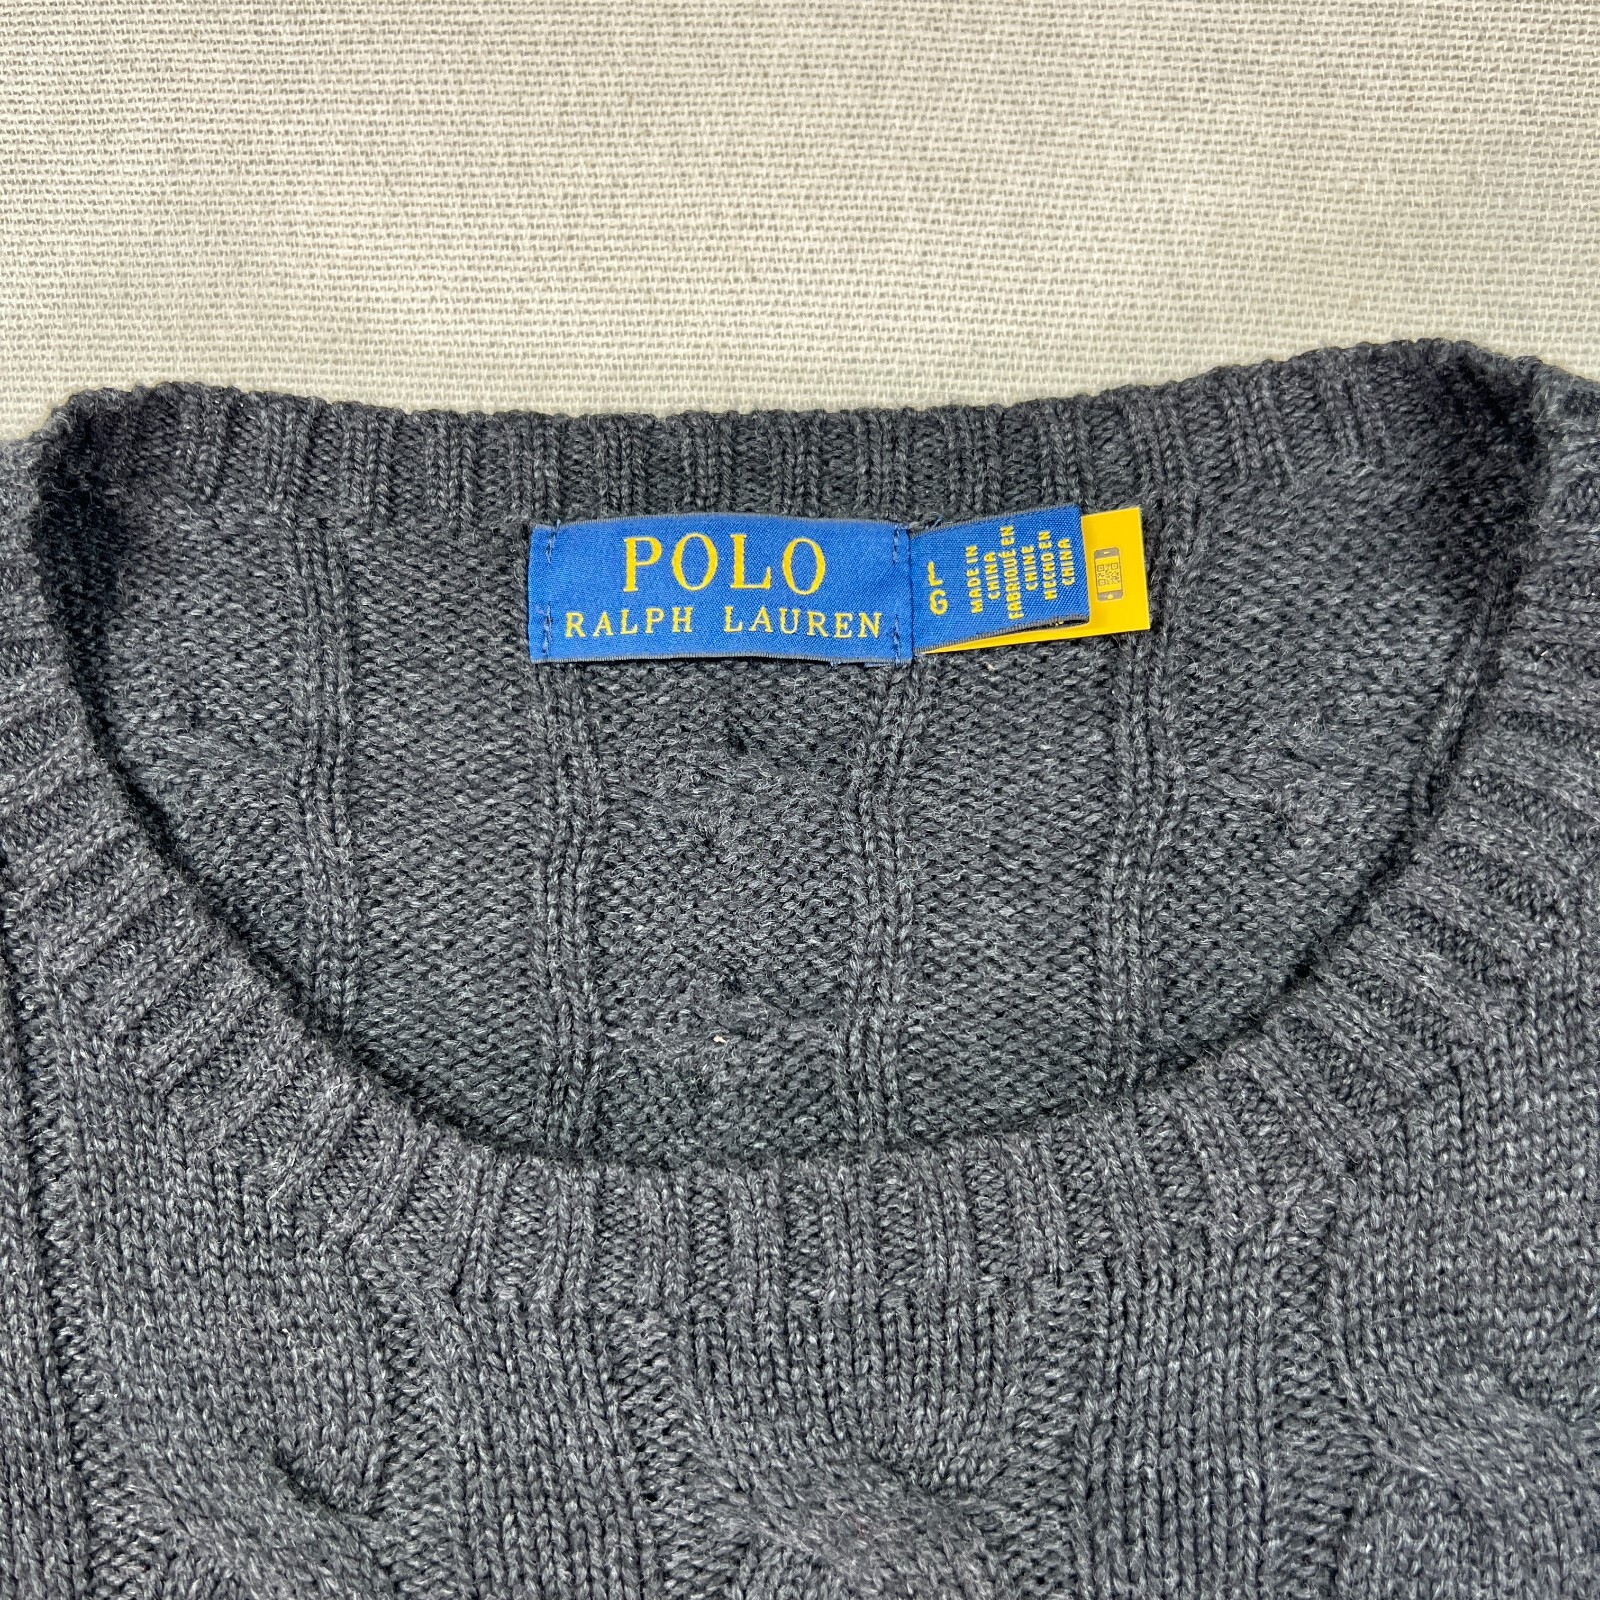 POLO
RALPH LAUREN
L
G
MADE IN
CHINA
FABRIQUÉ EN
CHINE
HECHO EN
CHINA